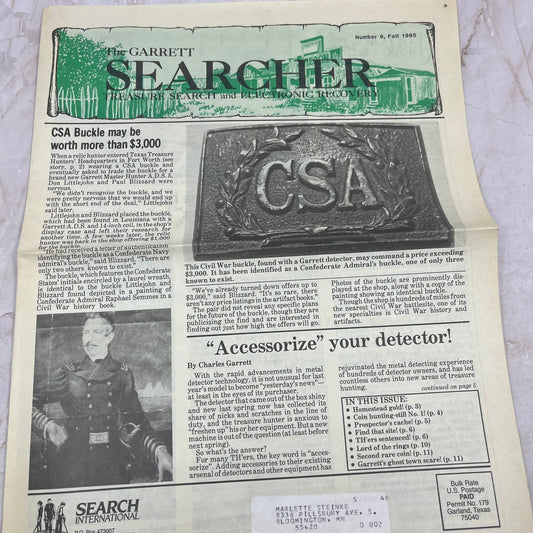 Number 9, Fall 1986
The GARRETT
SEARCHER
TREASURE SEARCH and ELECTRONIC RECOVERY
CSA Buckle may be
worth more than $3,000
When a relic hunter entered Texas Treasure
Hunters' Headquarters in Fort Worth (see
story, p. 2) wearing a CSA buckle and
eventually asked to trade the buckle for a
brand new Garrett Master Hunter A.D.S. 5,
Don Littlejohn and Paul Blizzard were
nervous.
"We didn't recognize the buckle, and we
were pretty nervous that we would end up
with the short end of the deal," Littlejohn
said later.
Littlejohn and Blizzard placed the buckle,
which had been found in Louisiana with a
Garrett A.D.S. and 14-inch coil, in the shop's
display case and left their research for
another time. A few weeks later, the relic
hunter was back in the shop offering $1,000
for the buckle.
"He had received a letter of authentication
identifying the buckle as a Confederate Navy
admiral's buckle," said Blizzard. "There are
only two others known to exist."
The buckle, which features the Confederate
States' initials encircled by a laurel wreath,
is identical to the buckle Littlejohn and
Blizzard found depicted in a painting of
Confederate Admiral Raphael Semmes in a
Civil War history book.
CSA
This Civil War buckle, found with a Garrett detector, may command a price exceeding
$3,000. It has been identified as a Confederate Admiral's buckle, one of only three
known to exist.
"We've already turned down offers up to
$3,000," said Blizzard. "It's so rare, there
aren't any price listings in the artifact books."
The pair did not reveal any specific plans
for the future of the buckle, though they are
publicizing the find and are interested in
finding out just how high the offers will go.
Photos of the buckle are prominently dis-
played at the shop, along with a copy of the
painting showing an identical buckle.
Though the shop is hundreds of miles from
the nearest Civil War battlesite, one of its
new specialties is Civil War history and
artifacts.
"Accessorize" your detector!
By Charles Garrett
With the rapid advancements in metal
detector technology, it is not unusual for last
year's model to become "yesterday's news"—
at least in the eyes of its purchaser.
The detector that came out of the box shiny
and new last spring now has collected its
share of nicks and scratches in the line of
duty, and the treasure hunter is anxious to
"freshen up" his or her equipment. But a new
machine is out of the question (at least before
next spring).
So what's the answer?
For many TH'ers, the key word is "acces-
sorize". Adding accessories to their existing
arsenal of detectors and other equipment has
rejuvinated the metal detecting experience
of hundreds of detector owners, and has led
countless others into new areas of treasure
hunting.
continued on page 5
IN THIS ISSUE:
• Homestead gold! (p. 3)
• Coin hunting-still No. 1! (p. 4)
• Prospector's cache! (p. 5)
• Find that site! (p. 6)
• TH'ers sentenced! (p. 6)
• Lord of the rings (p. 10)
• Second rare coin! (p. 11)
• Garrett's ghost town scare! (p. 11)
SEARCH
INTERNATIONAL
P.O. Box 473007
S 48
MARLETTE STEINKE
8338 PILLSBURY AVE. S.
BLOOMINGTON, MN
55420 D 002
Bulk Rate
U.S. Postage
PAID
Permit No. 179
Garland, Texas
75040